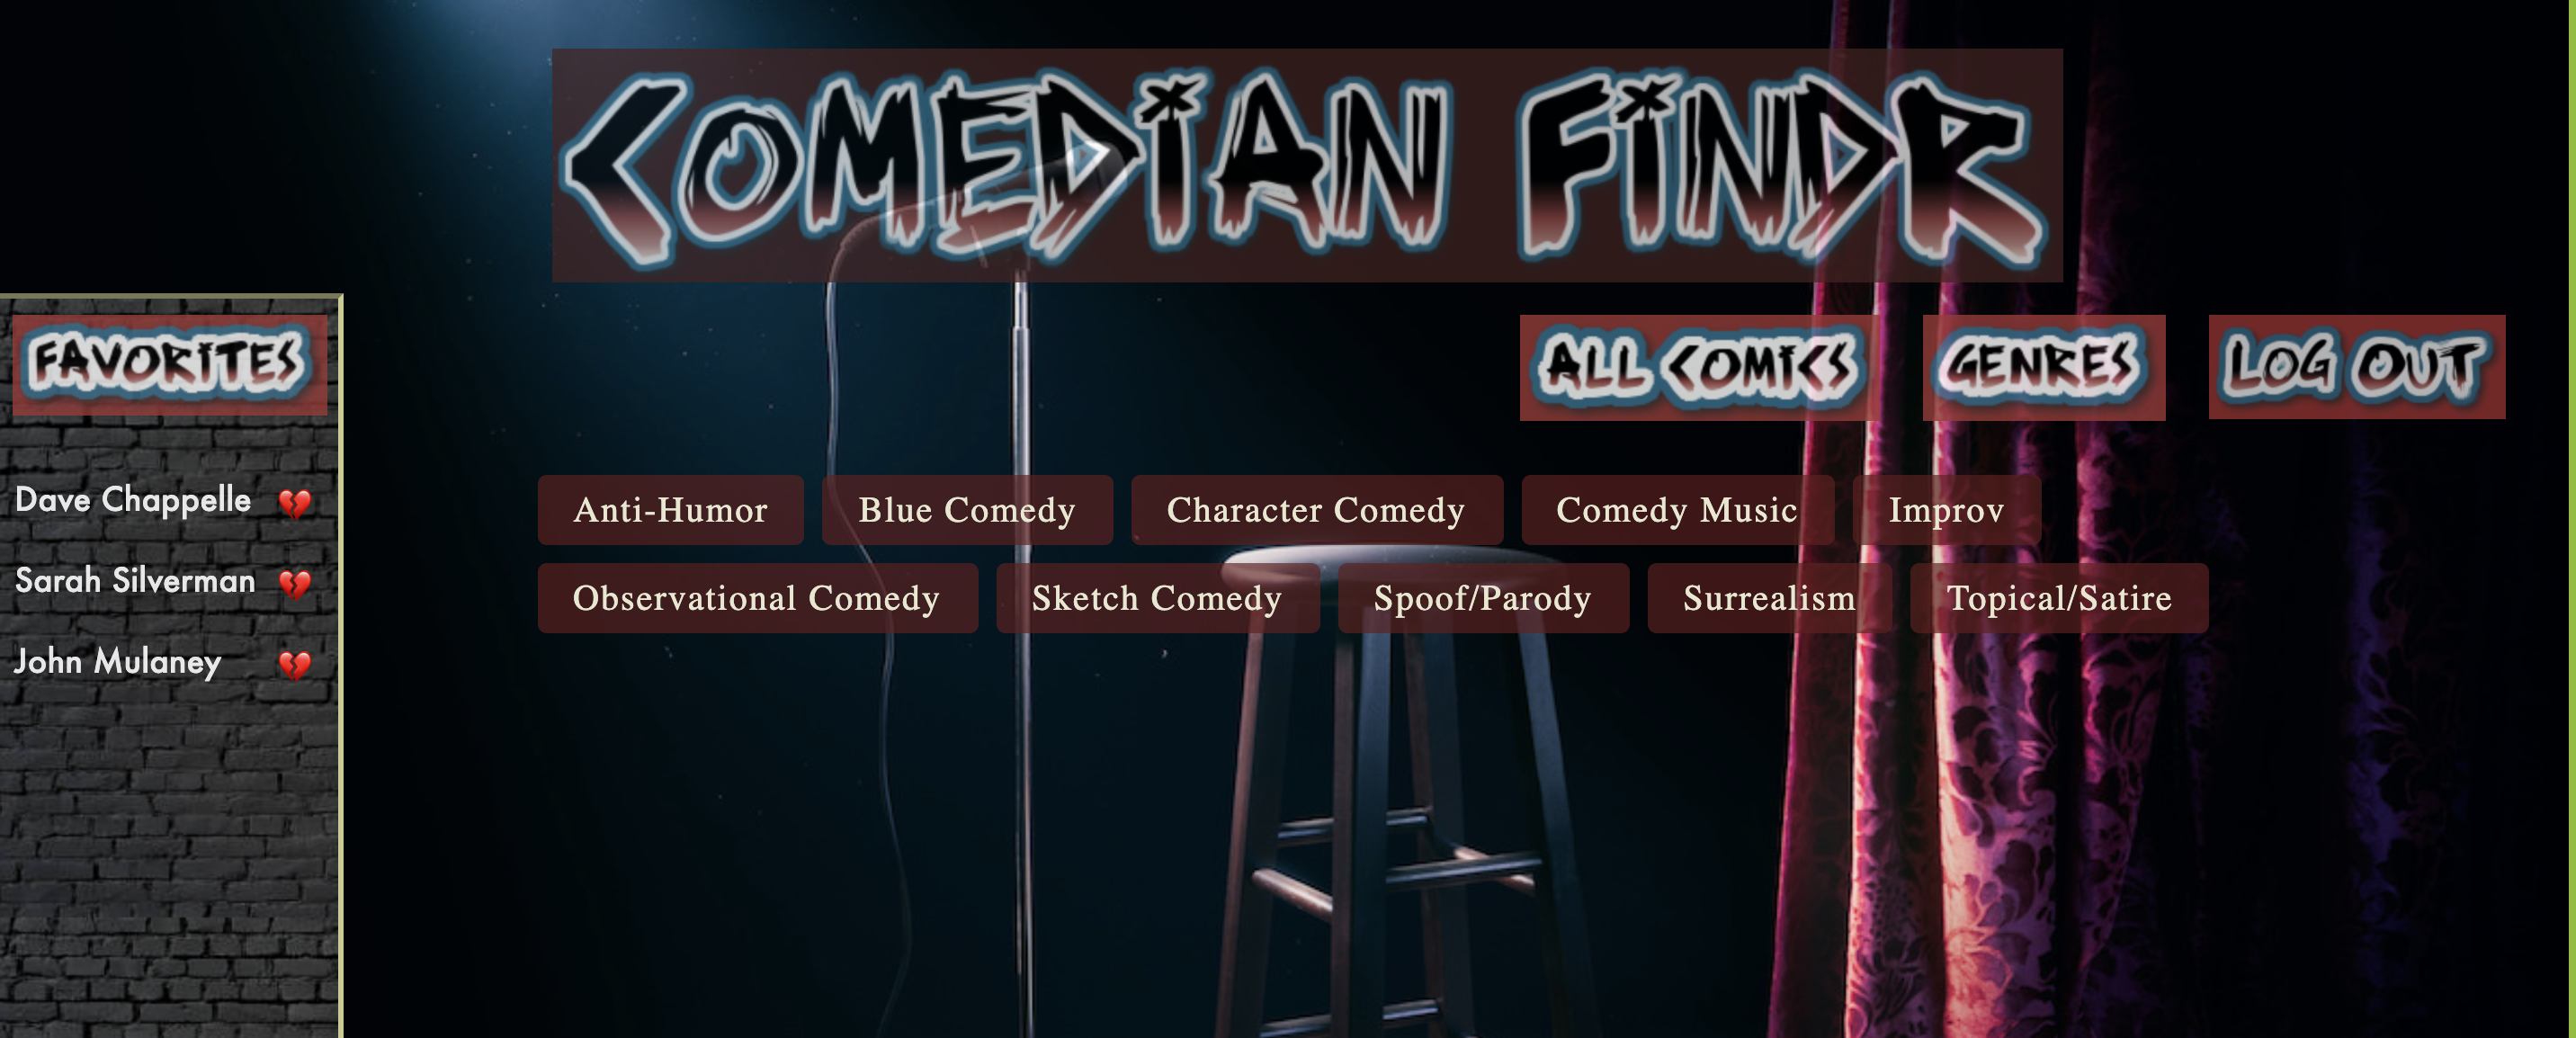 COMEDiAN FiNDR
FAVORiTES
ALL COMiCS GENRES LOG OUT
Dave Chappelle
Sarah Silverman
John Mulaney
Anti-Humor Blue Comedy Character Comedy Comedy Music Improv
Observational Comedy Sketch Comedy Spoof/Parody Surrealism Topical/Satire